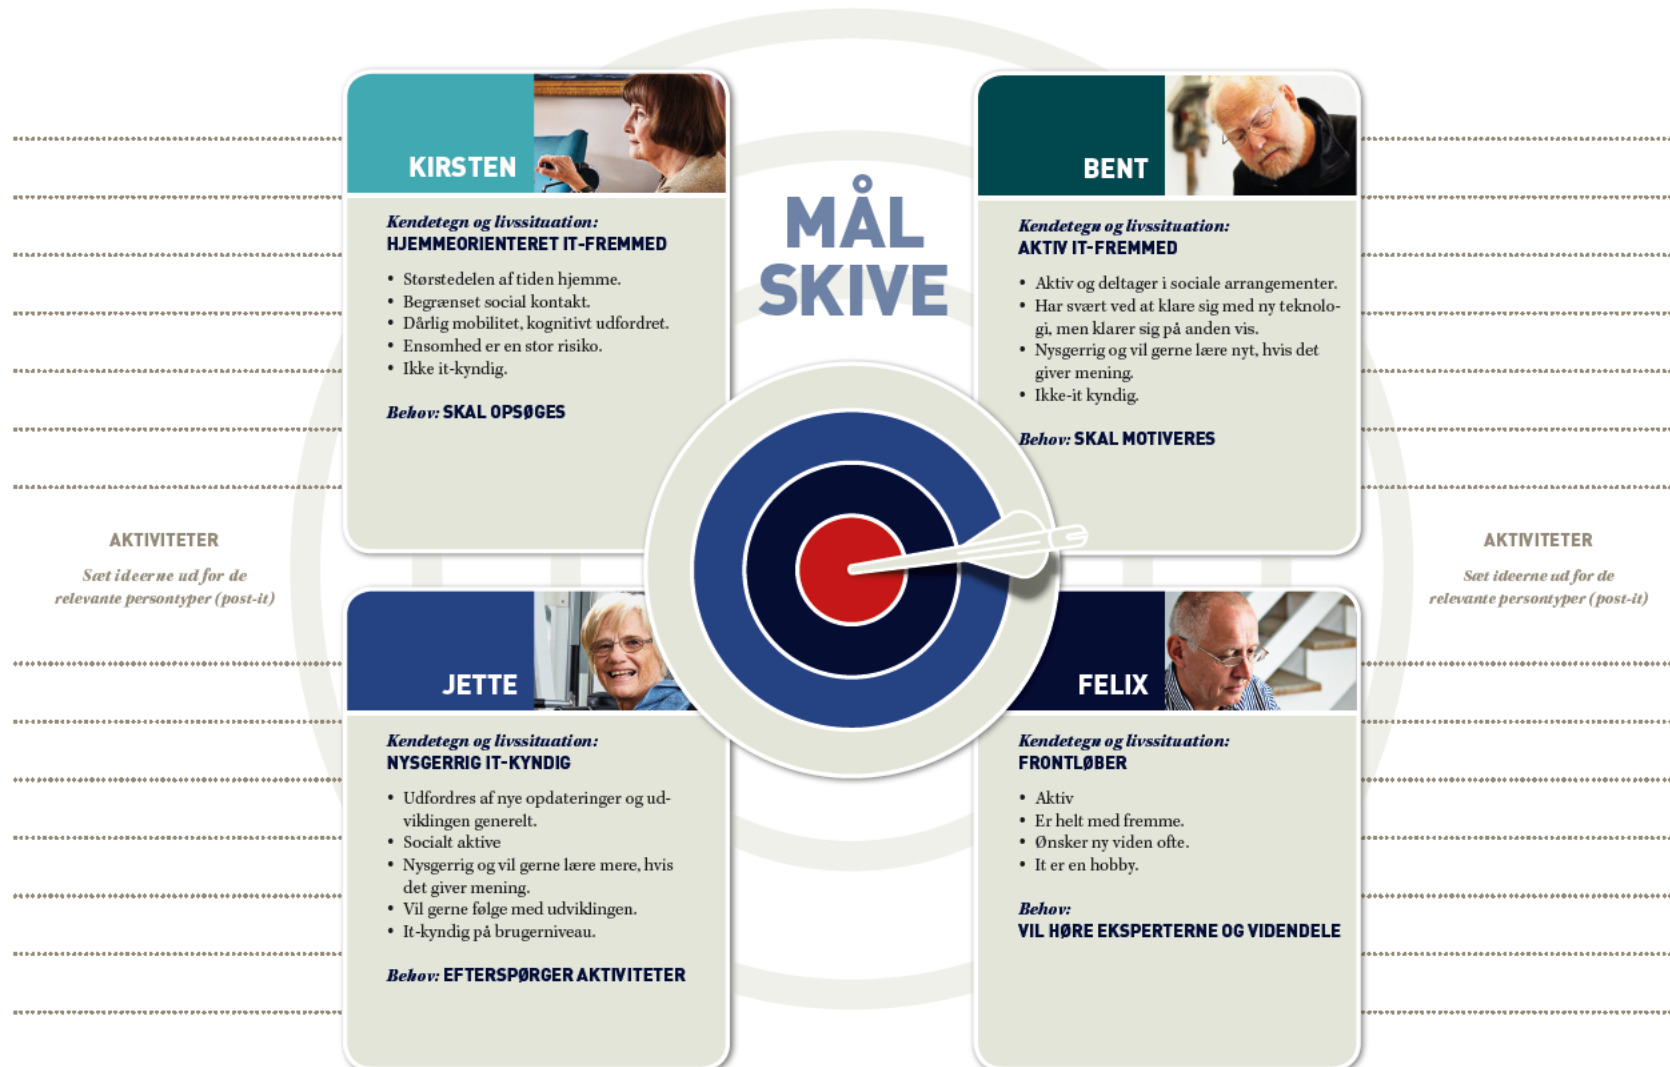 KIRSTEN
Kendetegn og livssituation:
HJEMMEORIENTERET IT-FREMMED
• Størstedelen af tiden hjemme.
• Begrænset social kontakt.
• Dårlig mobilitet, kognitivt udfordret.
• Ensomhed er en stor risiko.
• Ikke it-kyndig.
Behov: SKAL OPSØGES
MÅL
SKIVE
BENT
Kendetegn og livssituation:
AKTIV IT-FREMMED
• Aktiv og deltager i sociale arrangementer.
• Har svært ved at klare sig med ny teknolo-
gi, men klarer sig på anden vis.
• Nysgerrig og vil gerne lære nyt, hvis det
giver mening.
• Ikke-it kyndig.
Behov: SKAL MOTIVERES
AKTIVITETER
Sæt ideerne ud for de
relevante persontyper (post-it)
AKTIVITETER
Sæt ideerne ud for de
relevante persontyper (post-it)
JETTE
Kendetegn og livssituation:
NYSGERRIG IT-KYNDIG
• Udfordres af nye opdateringer og ud-
viklingen generelt.
• Socialt aktive
• Nysgerrig og vil gerne lære mere, hvis
det giver mening.
• Vil gerne følge med udviklingen.
• It-kyndig på brugerniveau.
Behov: EFTERSPØRGER AKTIVITETER
FELIX
Kendetegn og livssituation:
FRONTLØBER
• Aktiv
• Er helt med fremme.
• Ønsker ny viden ofte.
• It er en hobby.
Behov:
VIL HØRE EKSPERTERNE OG VIDENDELE